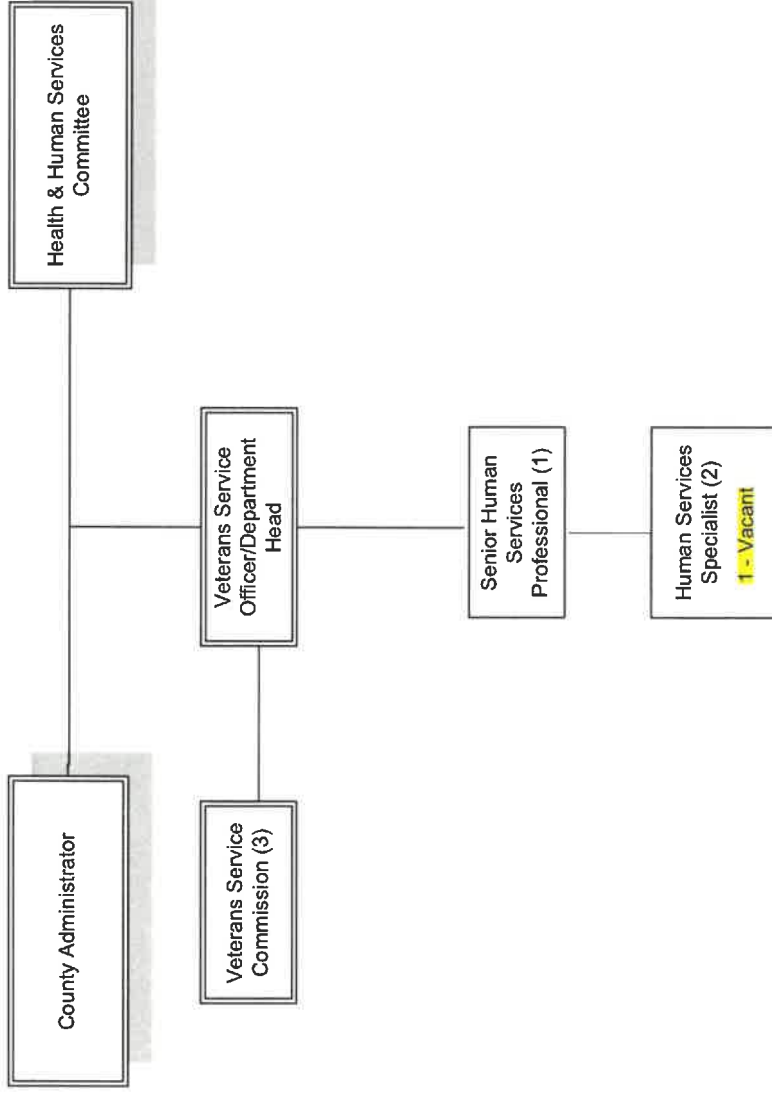 County Administrator
Health & Human Services
Committee
Veterans Service
Commission (3)
Veterans Service
Officer/Department
Head
Senior Human
Services
Professional (1)
Human Services
Specialist (2)
1 - Vacant